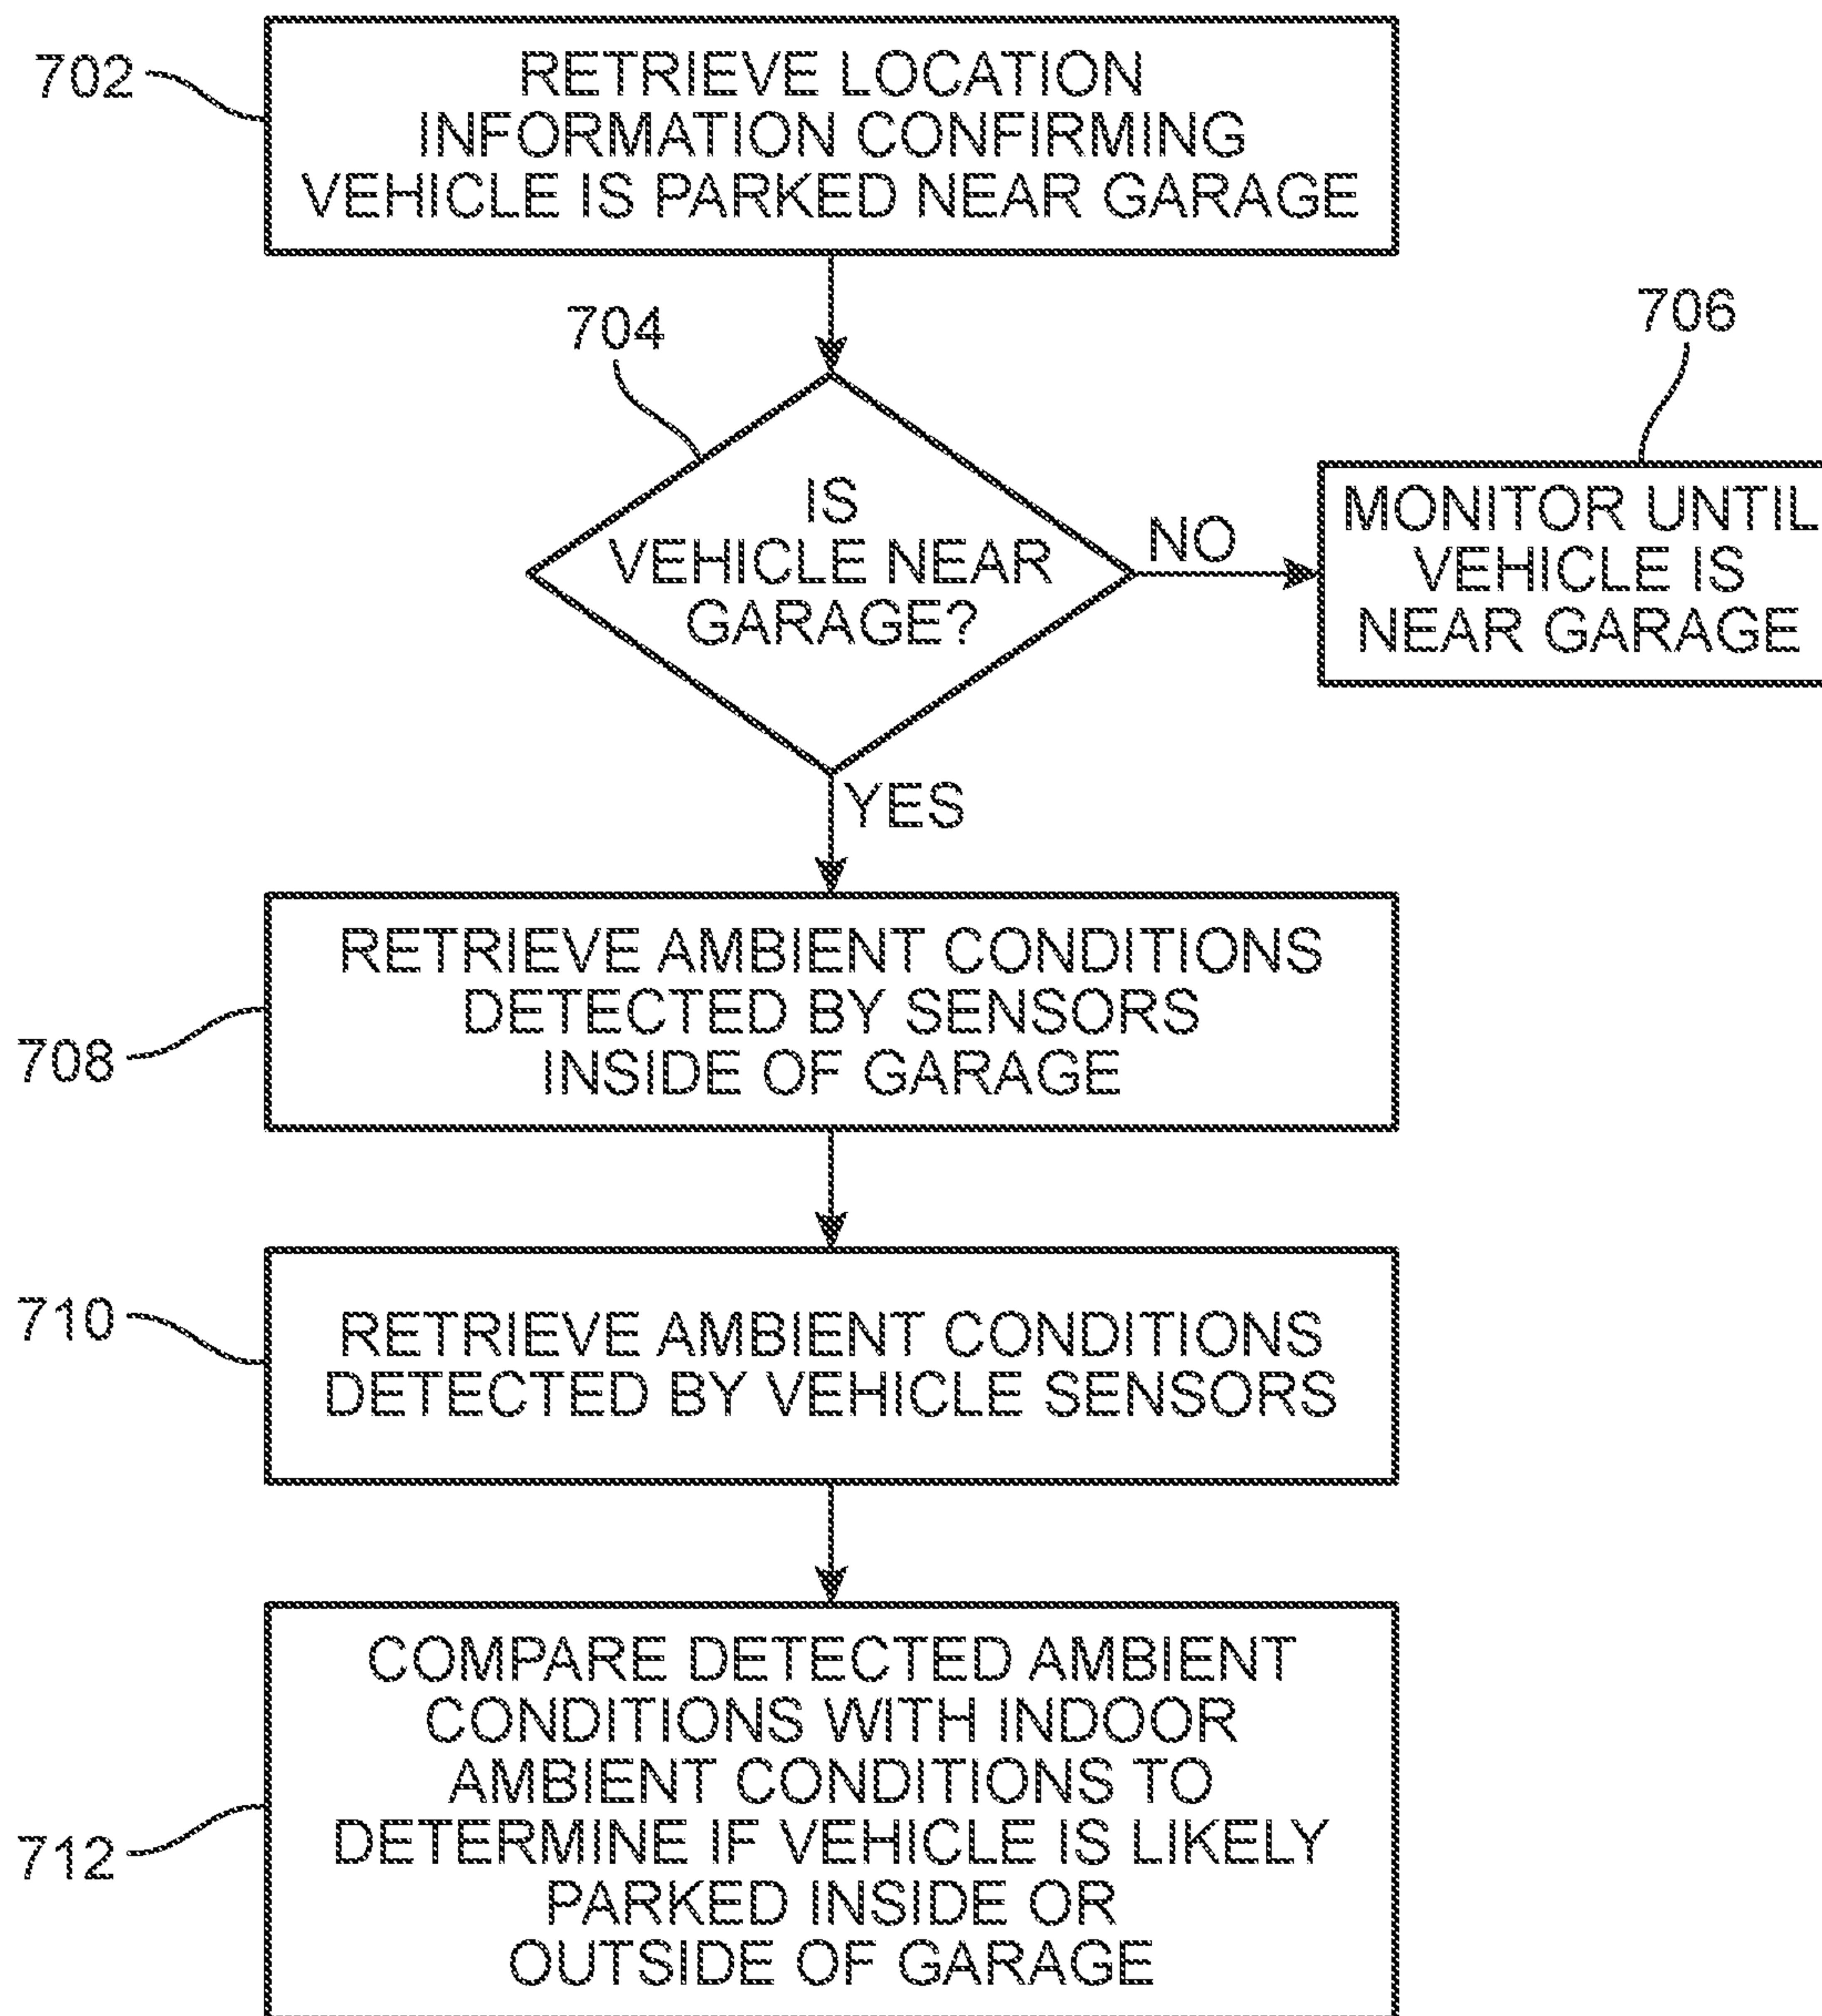 702
RETRIEVE LOCATION
INFORMATION CONFIRMING
VEHICLE IS PARKED NEAR GARAGE
704
706
IS
VEHICLE NEAR
GARAGE?
NO
MONITOR UNTIL
VEHICLE IS
NEAR GARAGE
YES
708
RETRIEVE AMBIENT CONDITIONS
DETECTED BY SENSORS
INSIDE OF GARAGE
710
RETRIEVE AMBIENT CONDITIONS
DETECTED BY VEHICLE SENSORS
712
COMPARE DETECTED AMBIENT
CONDITIONS WITH INDOOR
AMBIENT CONDITIONS TO
DETERMINE IF VEHICLE IS LIKELY
PARKED INSIDE OR
OUTSIDE OF GARAGE